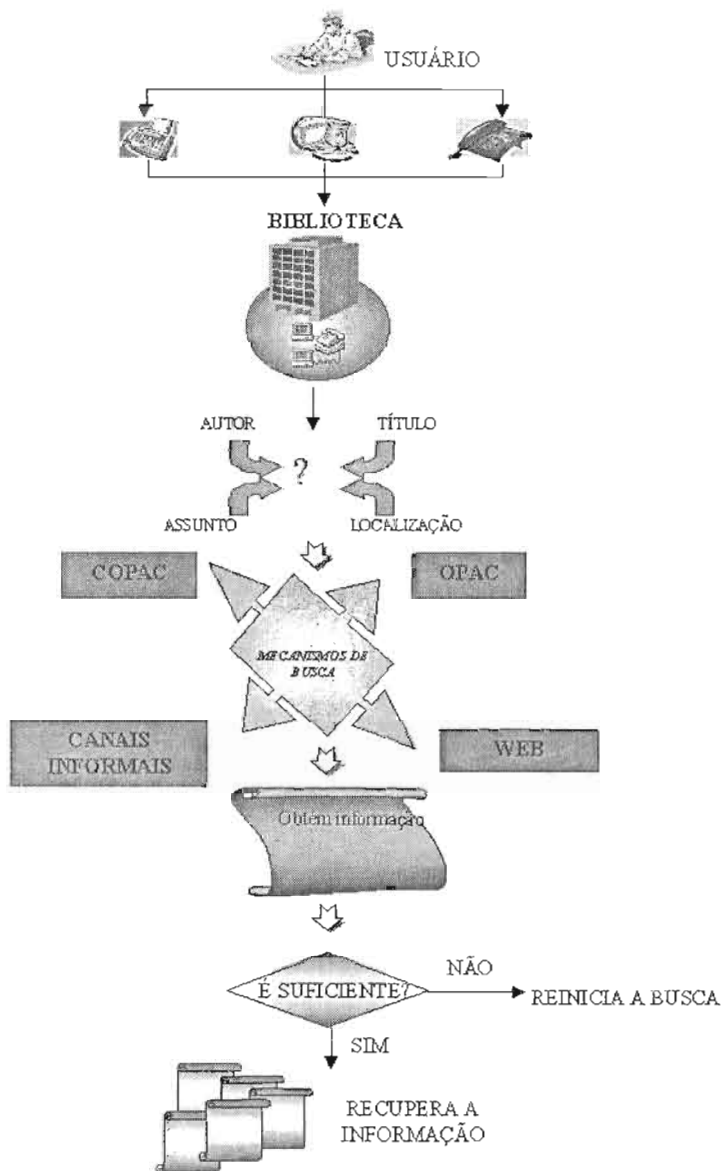 USUÁRIO
BIBLIOTECA
AUTOR
TÍTULO
?
ASSUNTO
LOCALIZAÇÃO
COPAC
OPAC
MECANISMOS DE
BUSCA
CANAIS
INFORMAIS
WEB
Obtém informação
É SUFICIENTE?
NÃO
REINICIA A BUSCA
SIM
RECUPERA A
INFORMAÇÃO